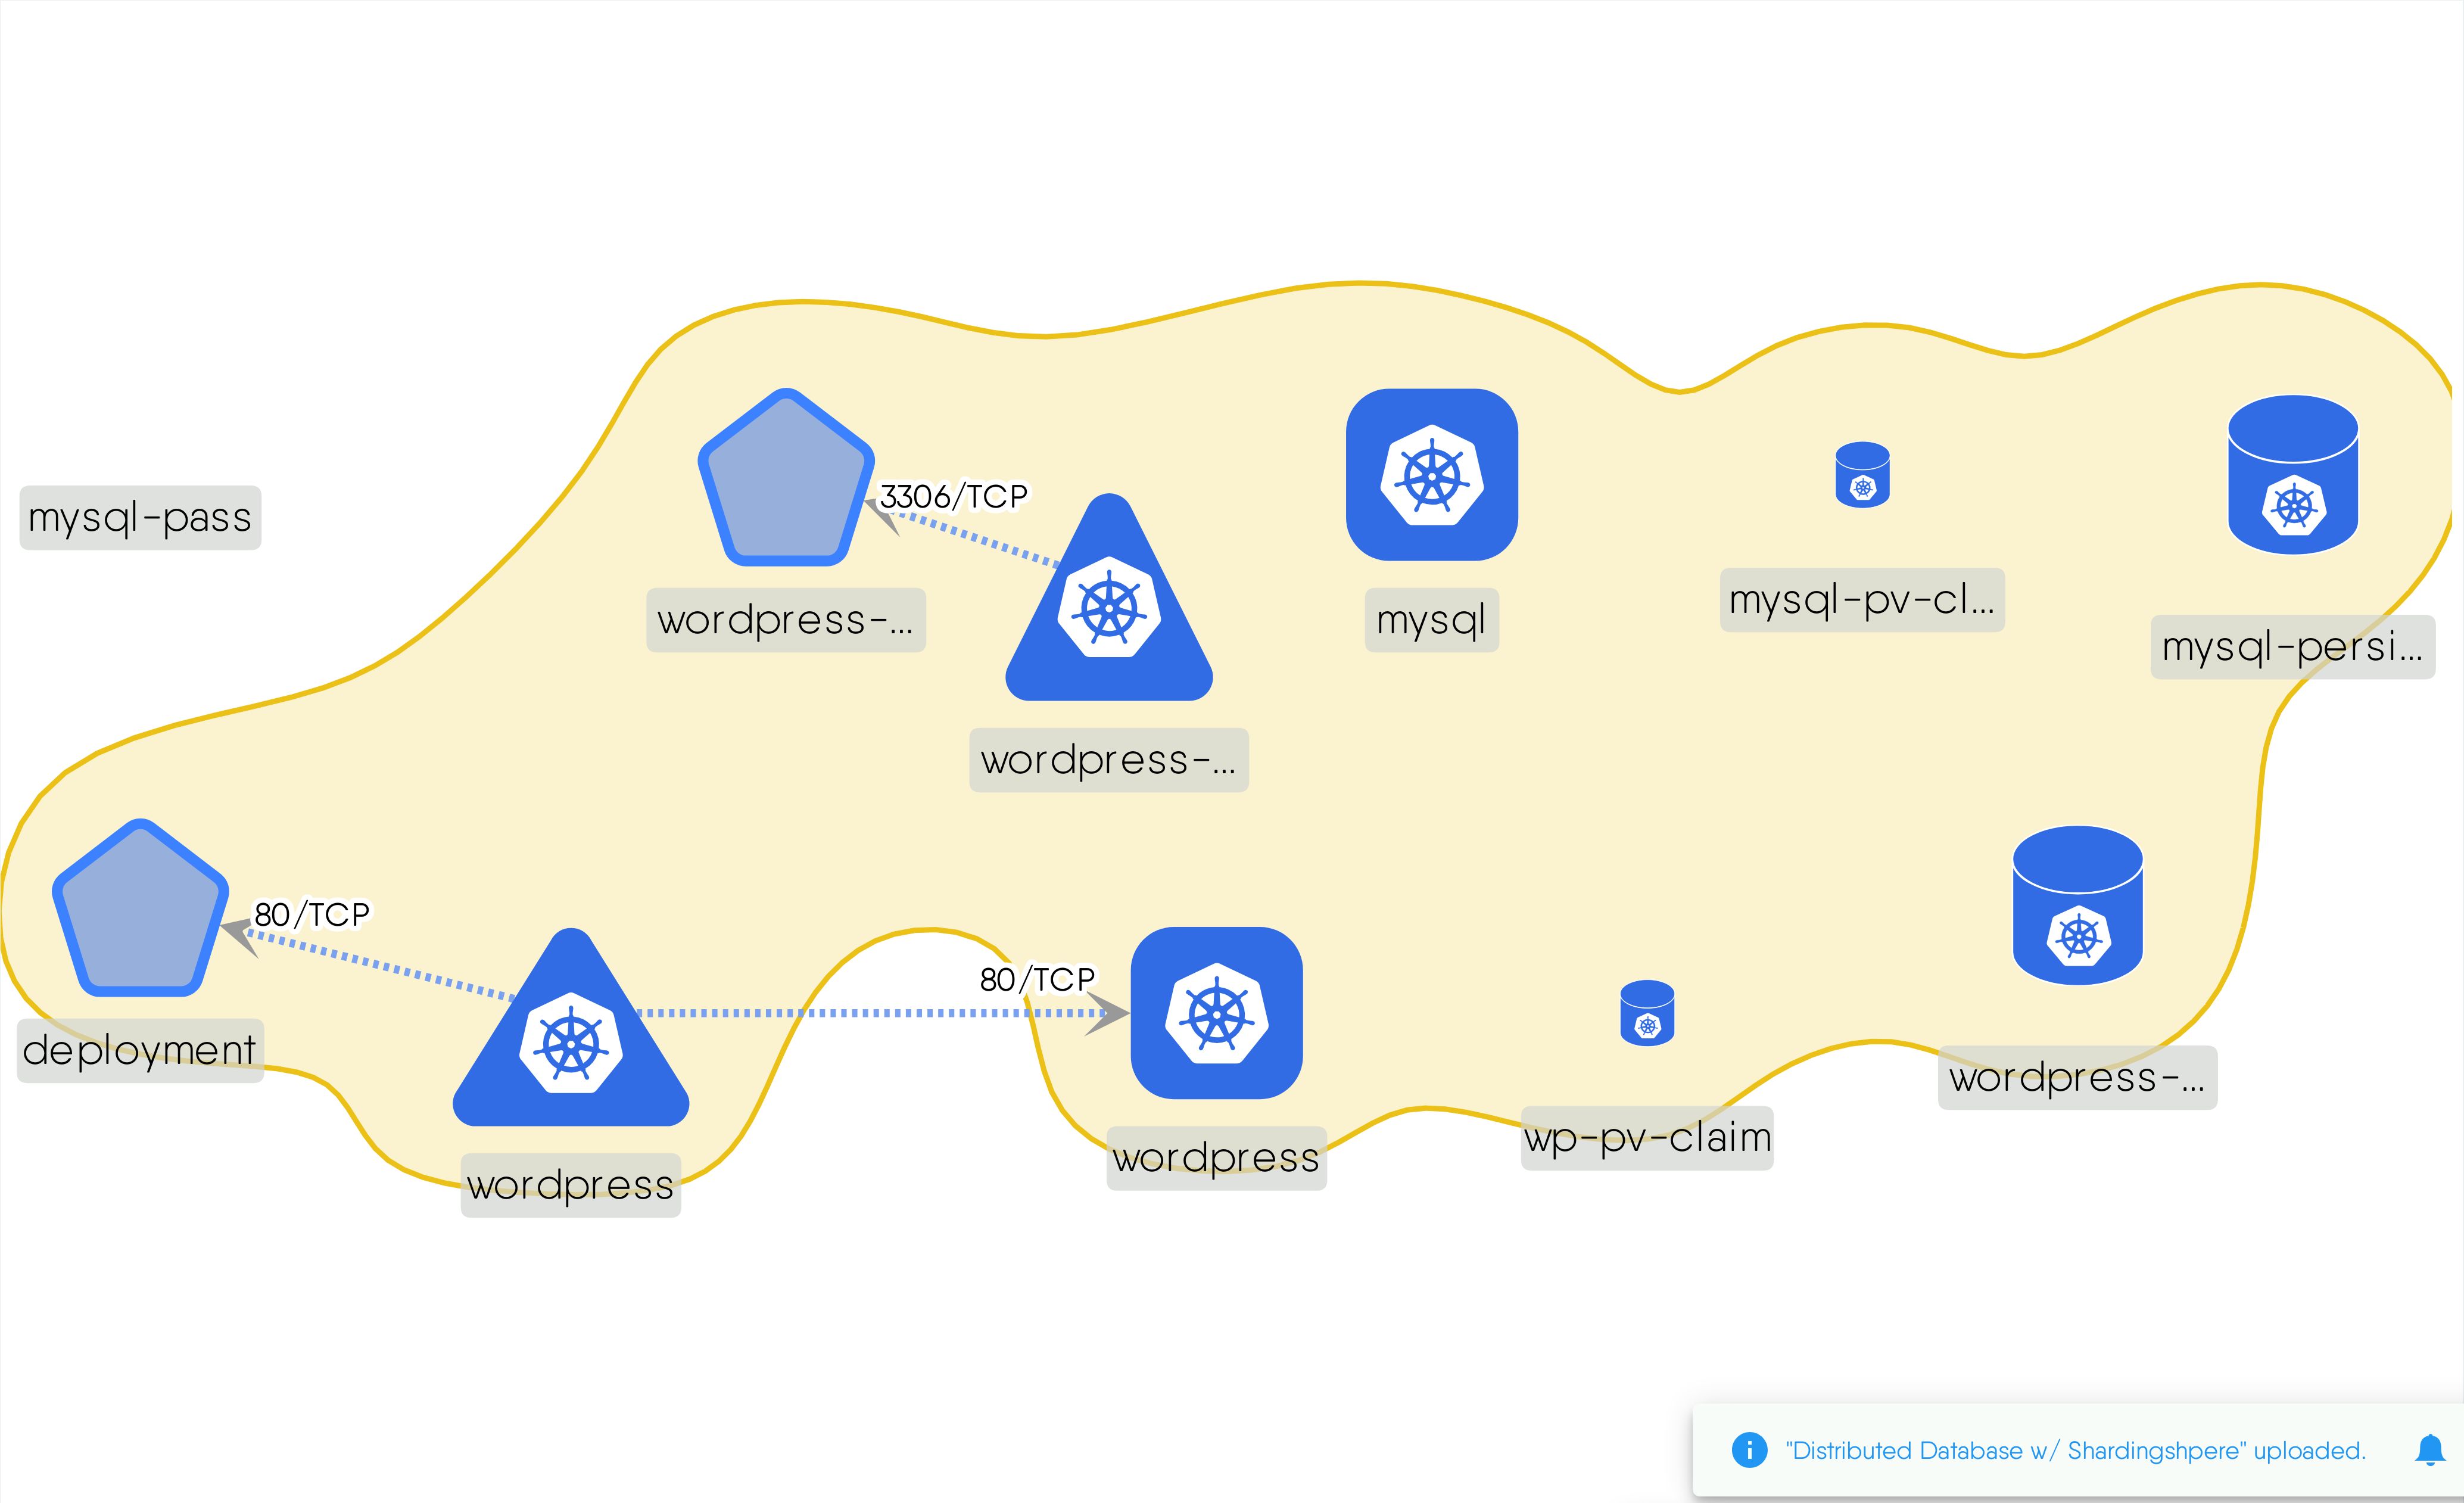 3306/TCP
mysql-pass
wordpress-...
wordpress-...
mysql
mysql-pv-cl...
mysql-persi...
80/TCP
80/TCP
deployment
wordpress
wordpress
wp-pv-claim
wordpress-...
"Distributed Database w/ Shardingshpere" uploaded.